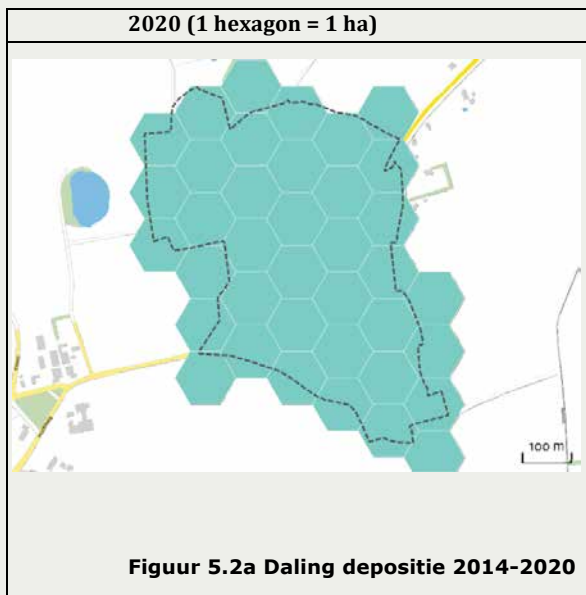 2020 (1 hexagon = 1 ha)
100 m
Figuur 5.2a Daling depositie 2014-2020